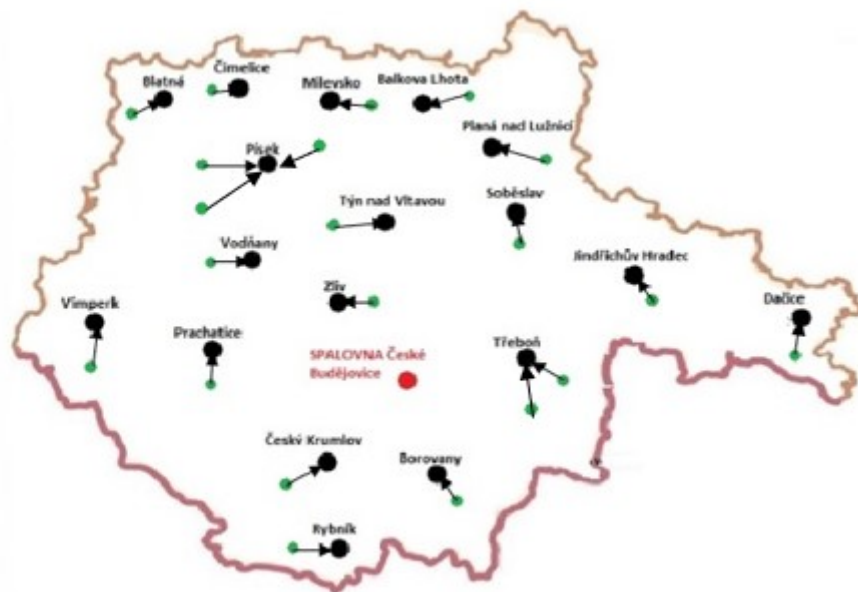 Blatná
Čimelice
Milevsko
Balkova Lhota
Planá nad Lužnicí
Písek
Týn nad Vltavou
Soběslav
Vodňany
Jindřichův Hradec
Zliv
Dačice
Vimperk
Prachatice
Třeboň
SPALOVNA České
Budějovice
Český Krumlov
Borovany
Rybník